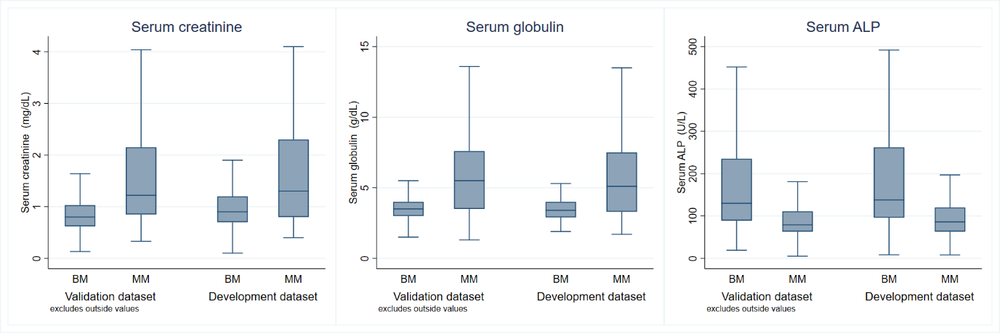 Serum creatinine
Serum creatinine (mg/dL)
4
3
2
1
0
BM MM BM MM
Validation dataset Development dataset
excludes outside values
Serum globulin
Serum globulin (g/dL)
15
10
5
0
BM MM BM MM
Validation dataset Development dataset
excludes outside values
Serum ALP
Serum ALP (U/L)
500
400
300
200
100
0
BM MM BM MM
Validation dataset Development dataset
excludes outside values